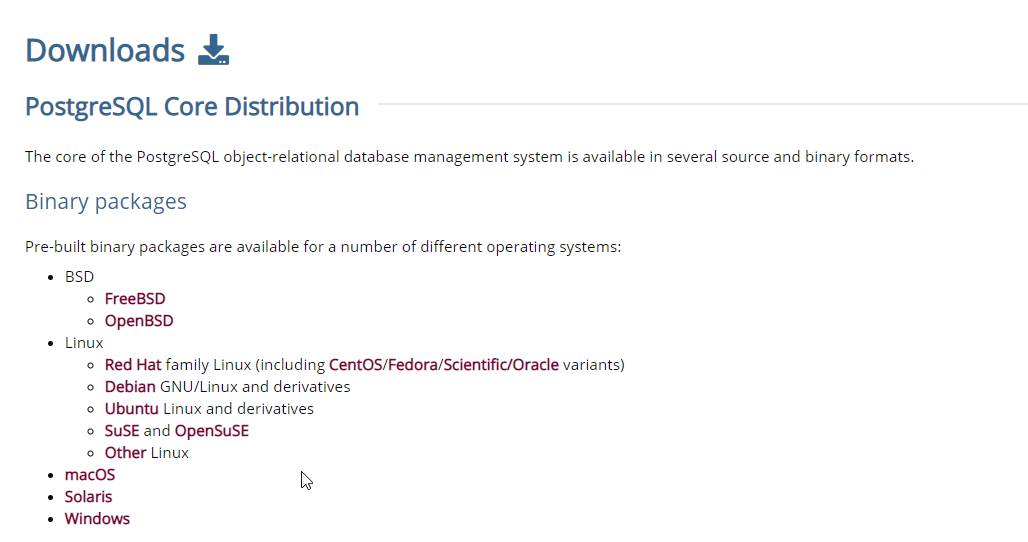 Downloads
PostgreSQL Core Distribution
The core of the PostgreSQL object-relational database management system is available in several source and binary formats.
Binary packages
Pre-built binary packages are available for a number of different operating systems:
BSD
FreeBSD
OpenBSD
Linux
Red Hat family Linux (including CentOS/Fedora/Scientific/Oracle variants)
Debian GNU/Linux and derivatives
Ubuntu Linux and derivatives
SuSE and OpenSuSE
Other Linux
macOS
Solaris
Windows